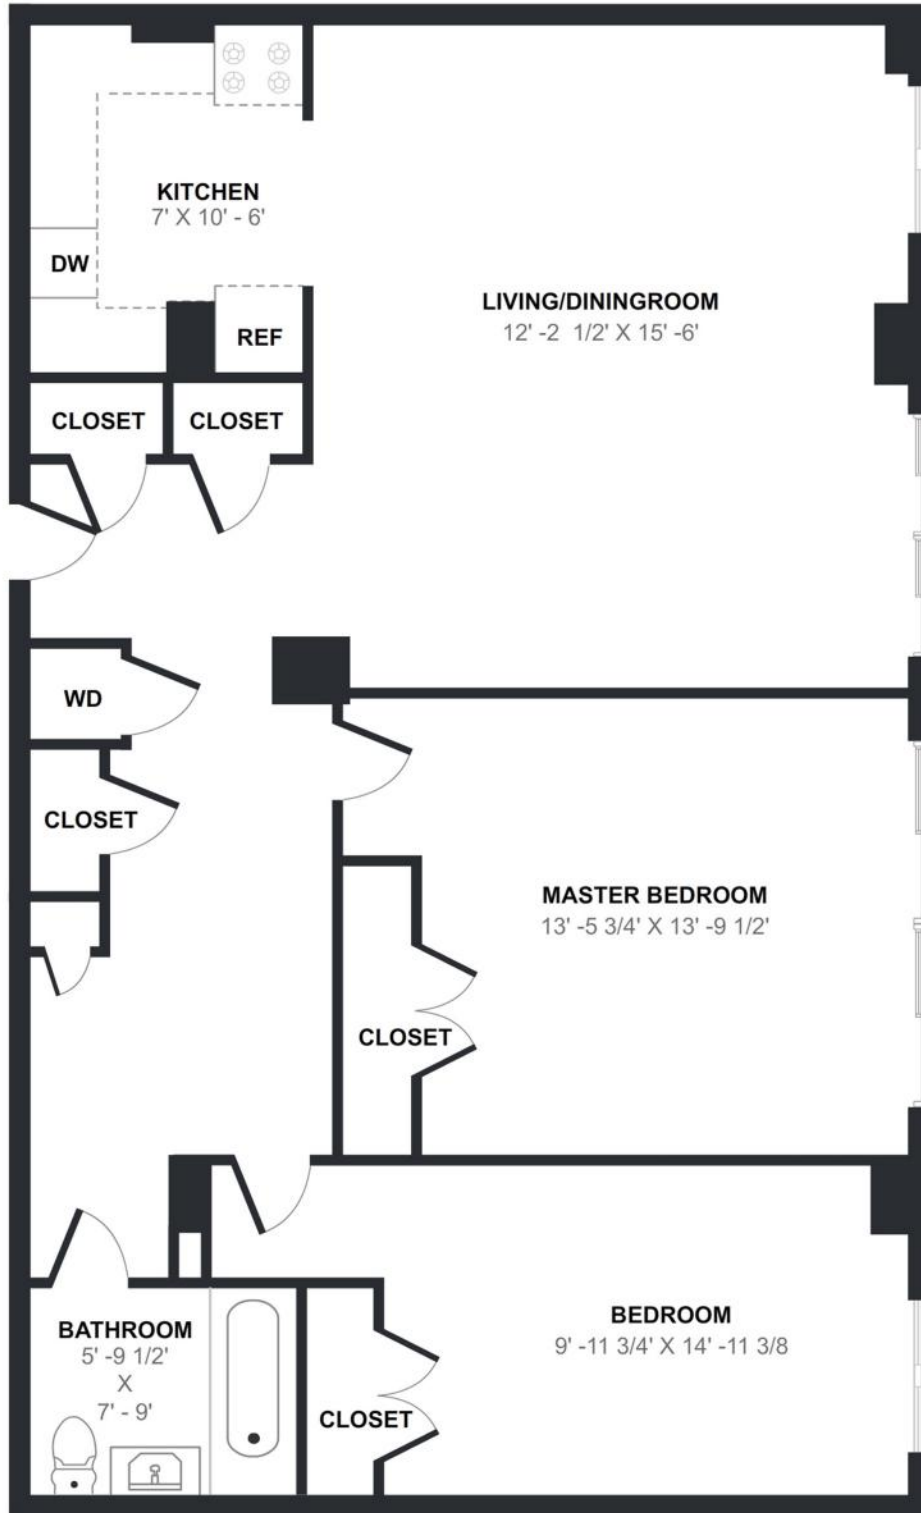 KITCHEN
7' X 10' - 6'
DW
LIVING/DININGROOM
12' -2 1/2' X 15' -6'
REF
CLOSET
CLOSET
WD
CLOSET
MASTER BEDROOM
13' -5 3/4' X 13' -9 1/2'
CLOSET
BEDROOM
9' -11 3/4' X 14' -11 3/8
BATHROOM
5' -9 1/2'
X
7' - 9'
CLOSET